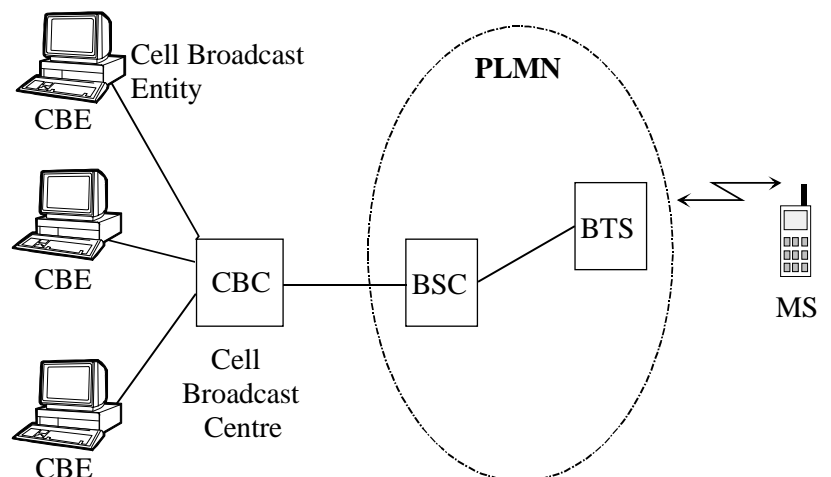 Cell Broadcast
Entity
CBE
PLMN
CBE
CBC
BSC
BTS
MS
Cell
Broadcast
Centre
CBE